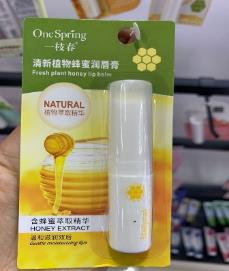 OneSpring
一枝春
清新植物蜂蜜润唇膏
Fresh plant honey lip balm
NATURAL
植物萃取精华
含蜂蜜萃取精华
HONEY EXTRACT
温和滋润双唇
Gentle moisturizing lips